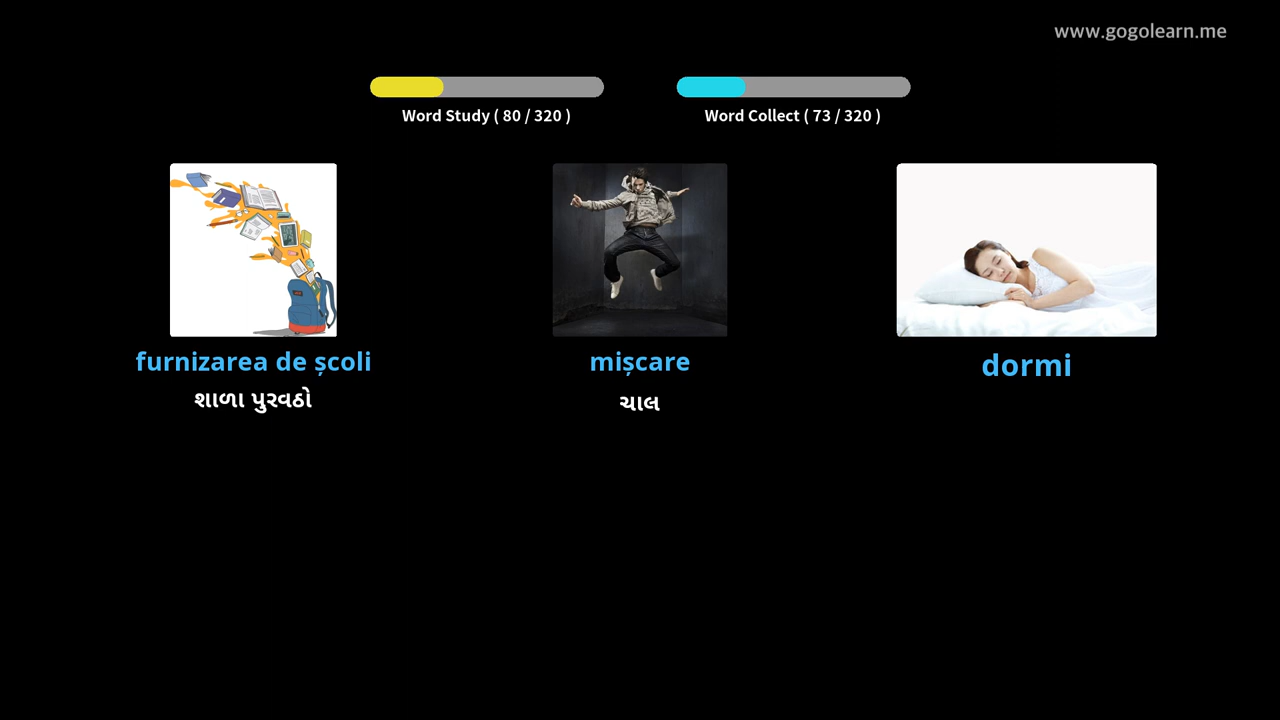 www.gogolearn.me
Word Study ( 80 / 320 )
Word Collect ( 73 / 320 )
furnizarea de școli
mișcare
dormi
શાળા પુરવઠો
ચાલ